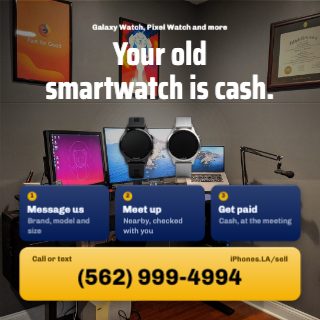 Galaxy Watch, Pixel Watch and more
Your old
smartwatch is cash.
1
Message us
Brand, model and
size
2
Meet up
Nearby, checked
with you
3
Get paid
Cash, at the meeting
Call or text
iPhones.LA/sell
(562) 999-4994